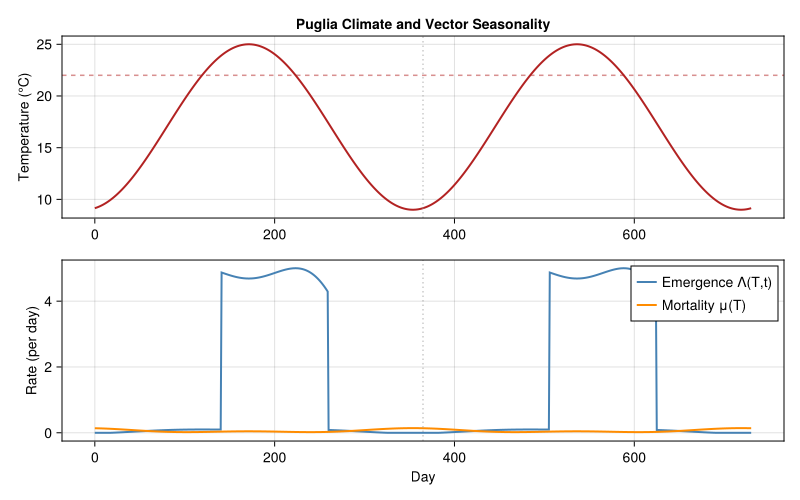 Puglia Climate and Vector Seasonality
Temperature (°C)
25
20
15
10
0 200 400 600
Rate (per day)
4
2
0
Emergence Λ(T,t)
Mortality μ(T)
0 200 400 600
Day